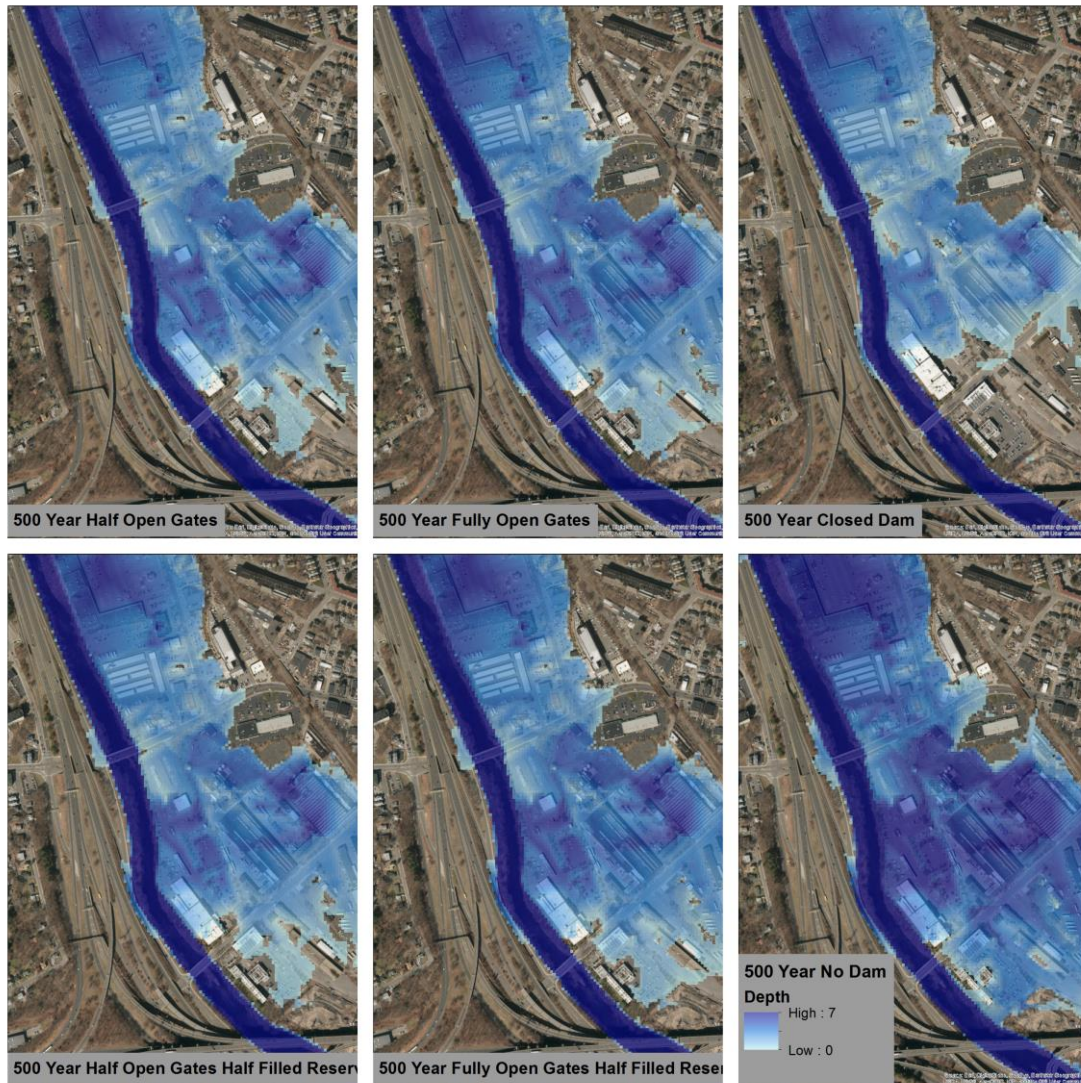 500 Year Half Open Gates
500 Year Fully Open Gates
500 Year Closed Dam
500 Year Half Open Gates Half Filled Reserv
500 Year Fully Open Gates Half Filled Reser
500 Year No Dam
Depth
High : 7
Low : 0